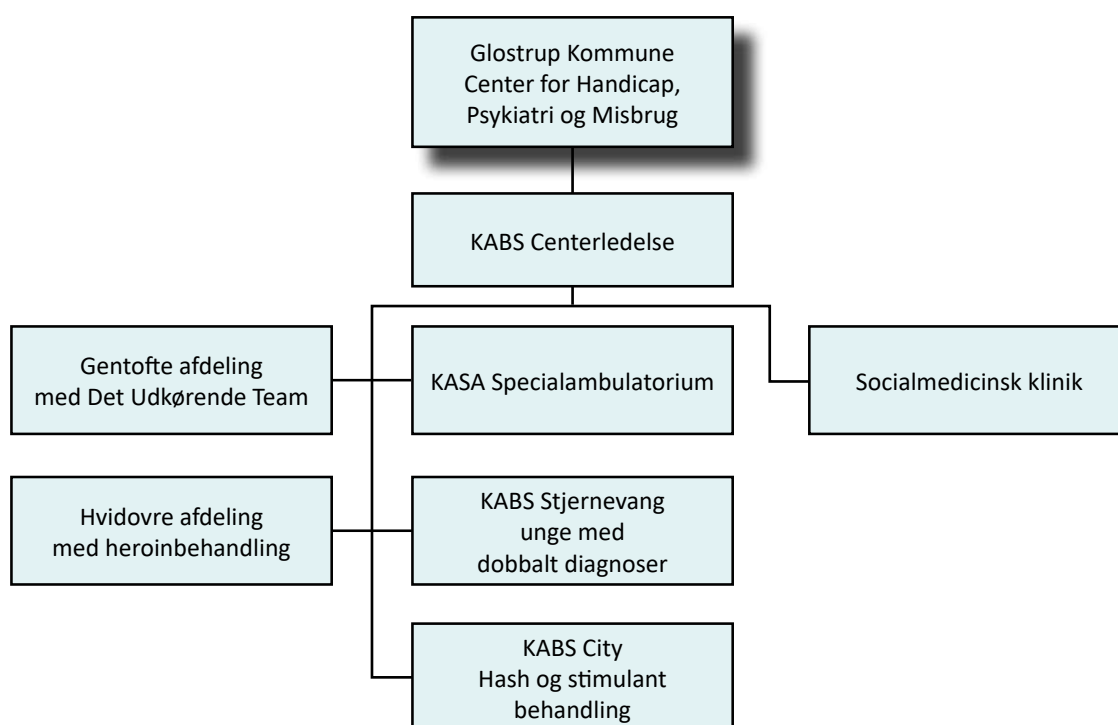 Glostrup Kommune
Center for Handicap,
Psykiatri og Misbrug
KABS Centerledelse
Gentofte afdeling
med Det Udkørende Team
KASA Specialambulatorium
Socialmedicinsk klinik
Hvidovre afdeling
med heroinbehandling
KABS Stjernevang
unge med
dobbalt diagnoser
KABS City
Hash og stimulant
behandling